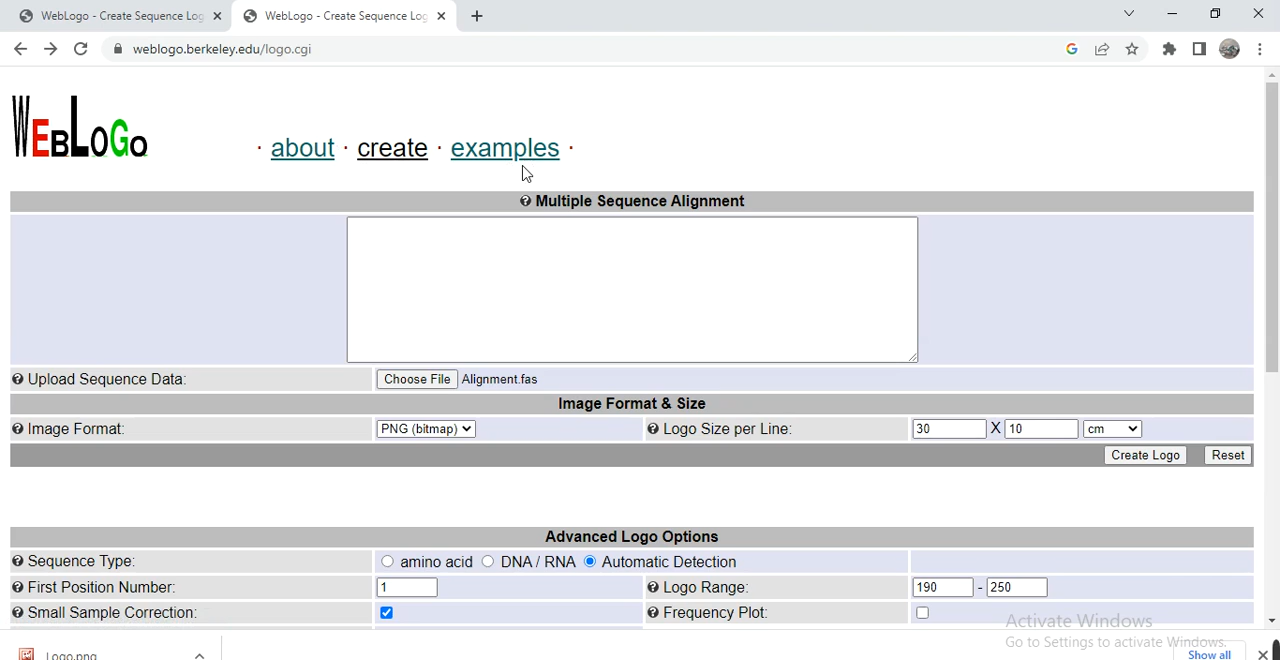 WebLogo - Create Sequence Log
WebLogo - Create Sequence Log
weblogo.berkeley.edu/logo.cgi
WEBLOGO
· about · create · examples ·
Multiple Sequence Alignment
Upload Sequence Data: Choose File Alignment.fas
Image Format & Size
Image Format: PNG (bitmap) Logo Size per Line: 30 X 10 cm
Create Logo Reset
Advanced Logo Options
Sequence Type: amino acid DNA / RNA Automatic Detection
First Position Number: 1 Logo Range: 190 - 250
Small Sample Correction: Frequency Plot:
Activate Windows
Go to Settings to activate Windows.
Logo.png Show all